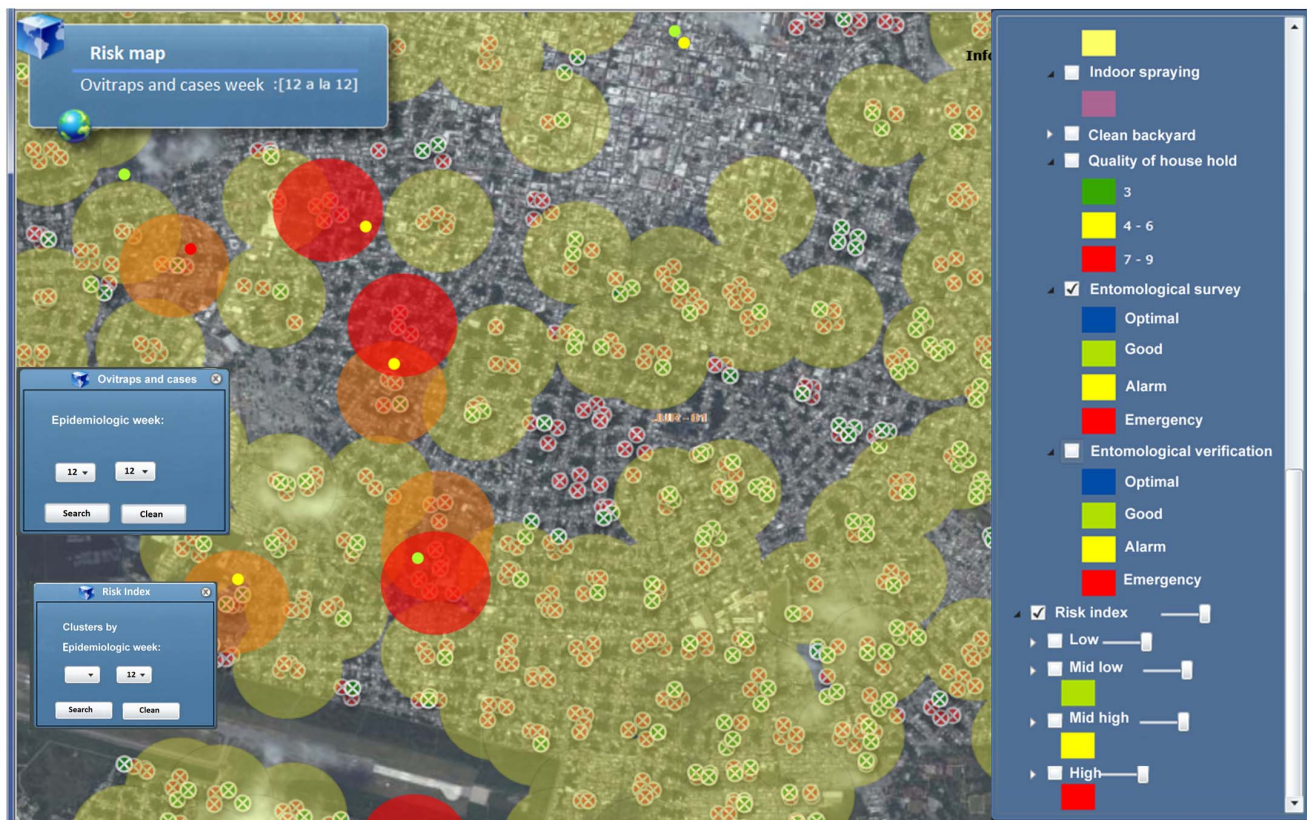 Risk map
Ovitraps and cases week :[12 a la 12]
Info
Ovitraps and cases
Epidemiologic week:
12 12
Search Clean
Risk Index
Clusters by
Epidemiologic week:
12
Search Clean
Indoor spraying
Clean backyard
Quality of house hold
3
4 - 6
7 - 9
Entomological survey
Optimal
Good
Alarm
Emergency
Entomological verification
Optimal
Good
Alarm
Emergency
Risk index
Low
Mid low
Mid high
High